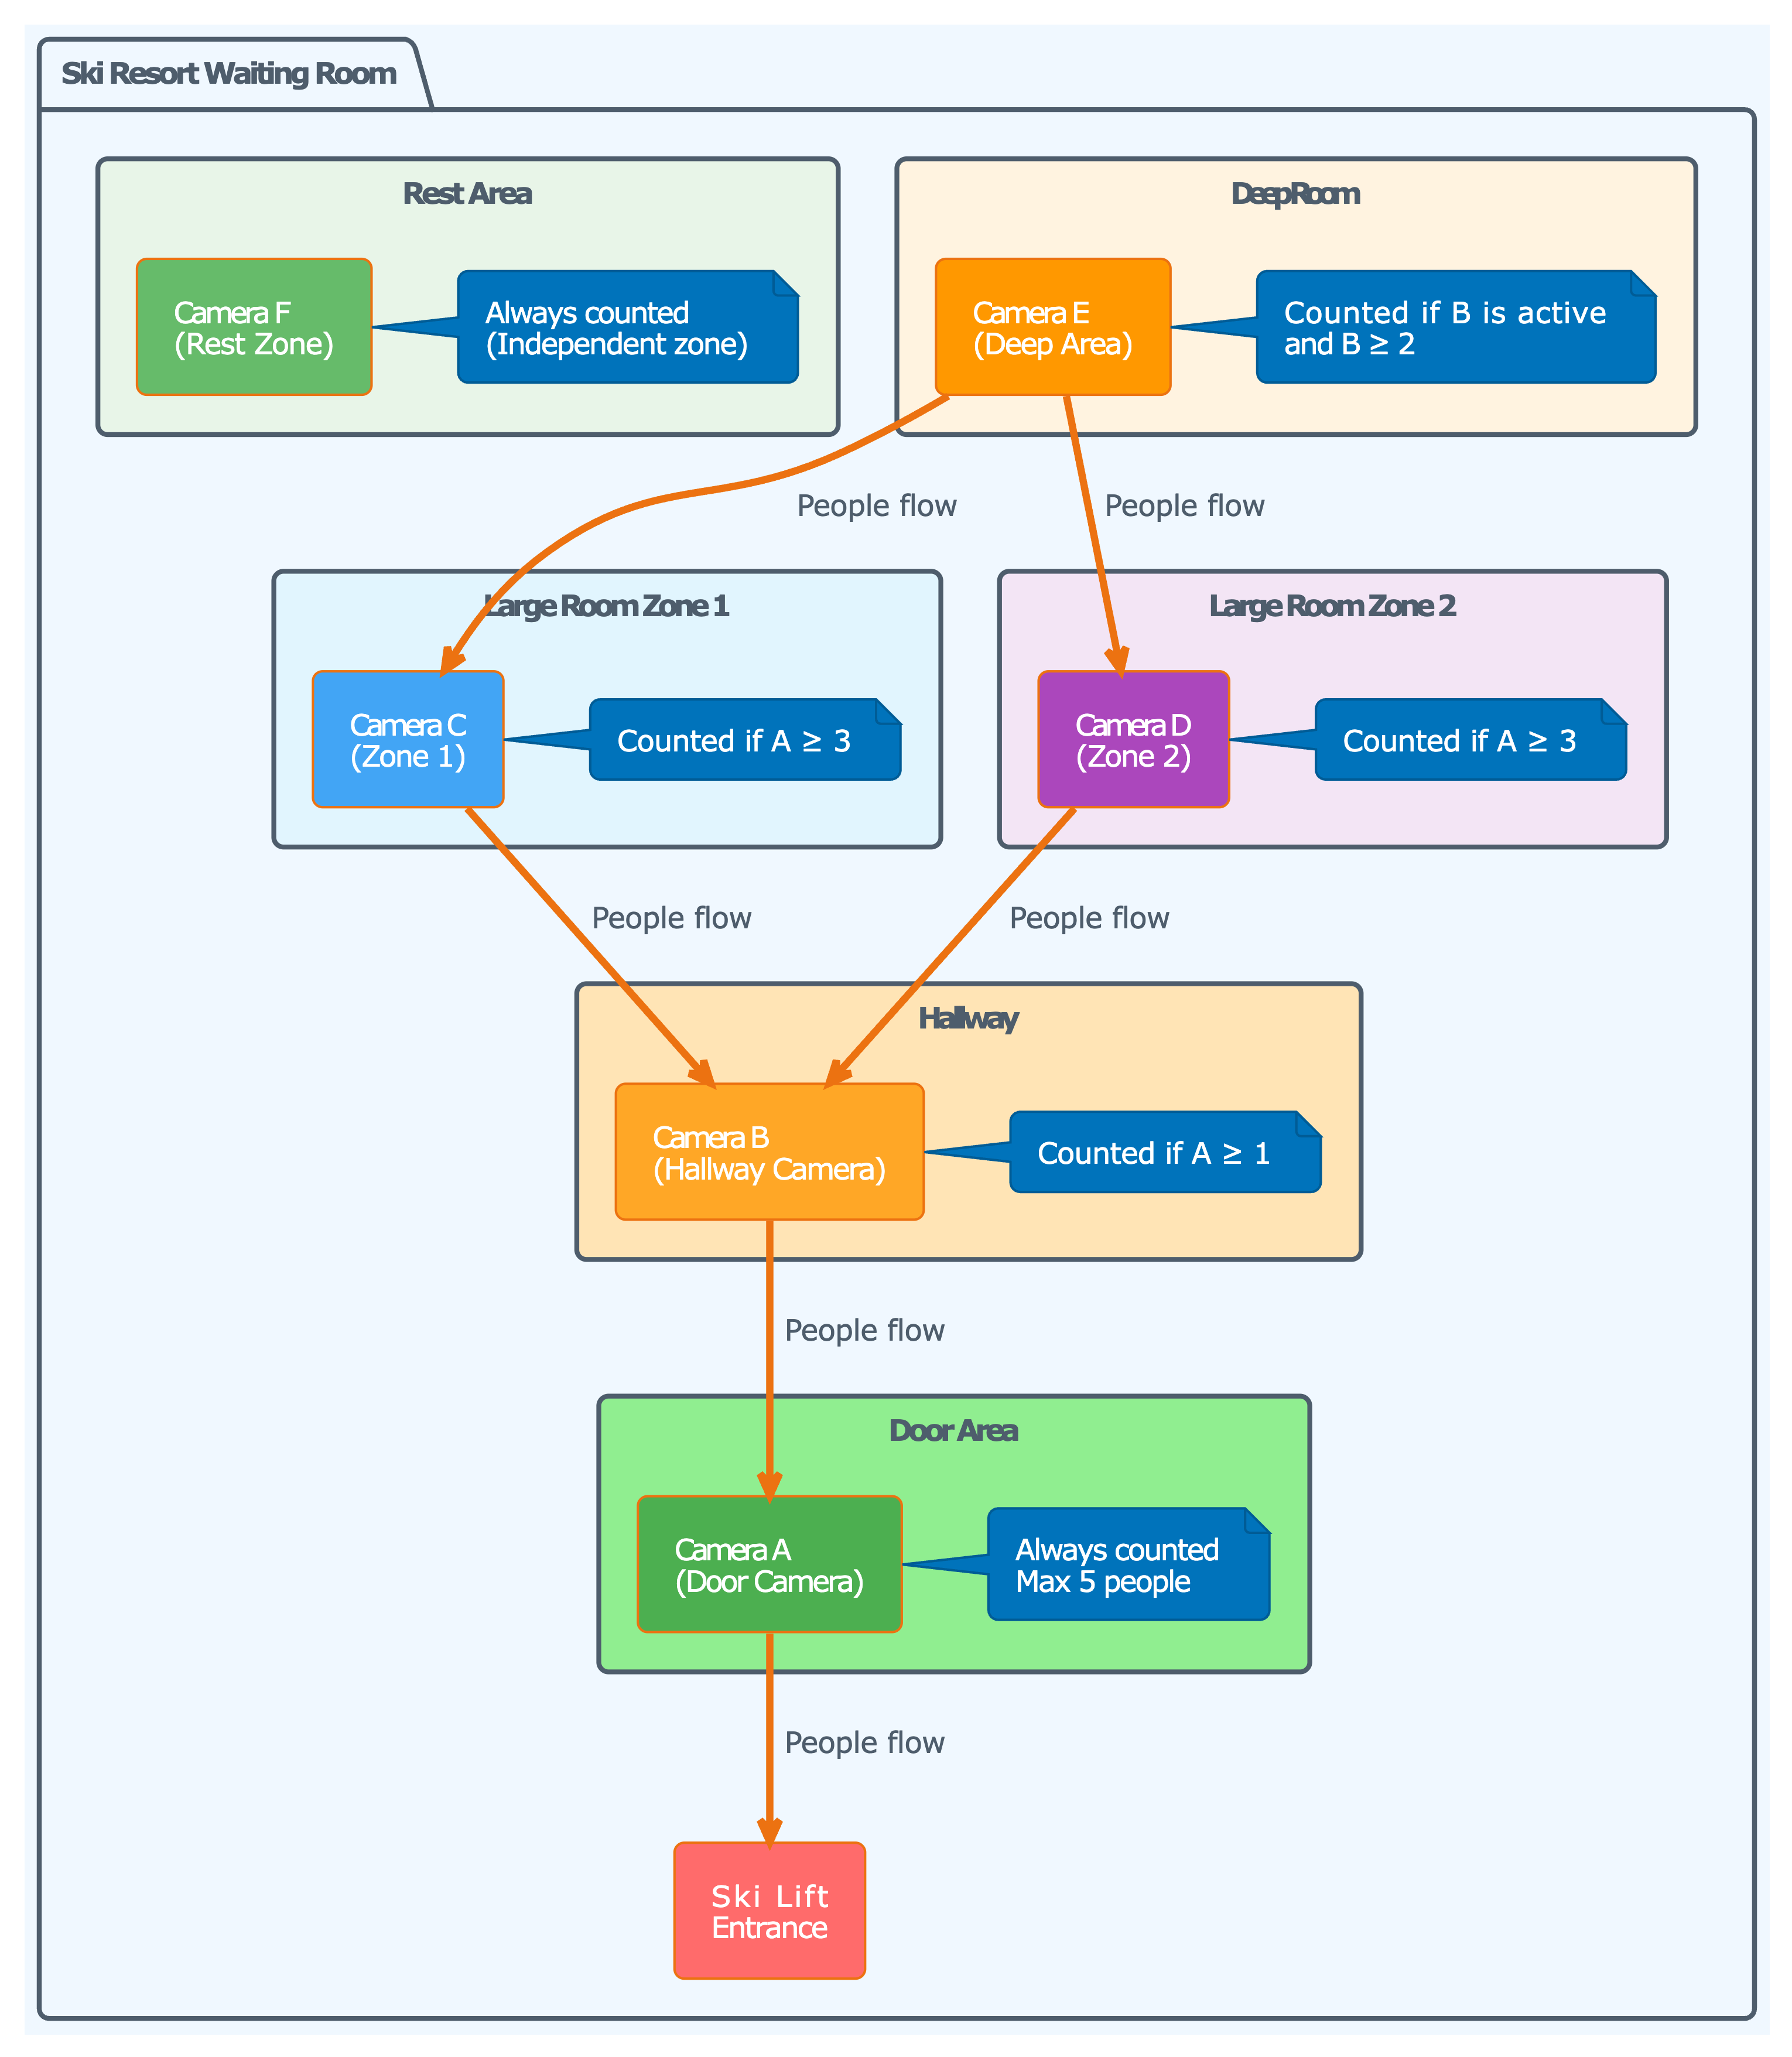 Ski Resort Waiting Room
Rest Area
Camera F
(Rest Zone)
Always counted
(Independent zone)
Deep Room
Camera E
(Deep Area)
Counted if B is active
and B ≥ 2
People flow
People flow
Large Room Zone 1
Camera C
(Zone 1)
Counted if A ≥ 3
Large Room Zone 2
Camera D
(Zone 2)
Counted if A ≥ 3
People flow
People flow
Hallway
Camera B
(Hallway Camera)
Counted if A ≥ 1
People flow
Door Area
Camera A
(Door Camera)
Always counted
Max 5 people
People flow
Ski Lift
Entrance